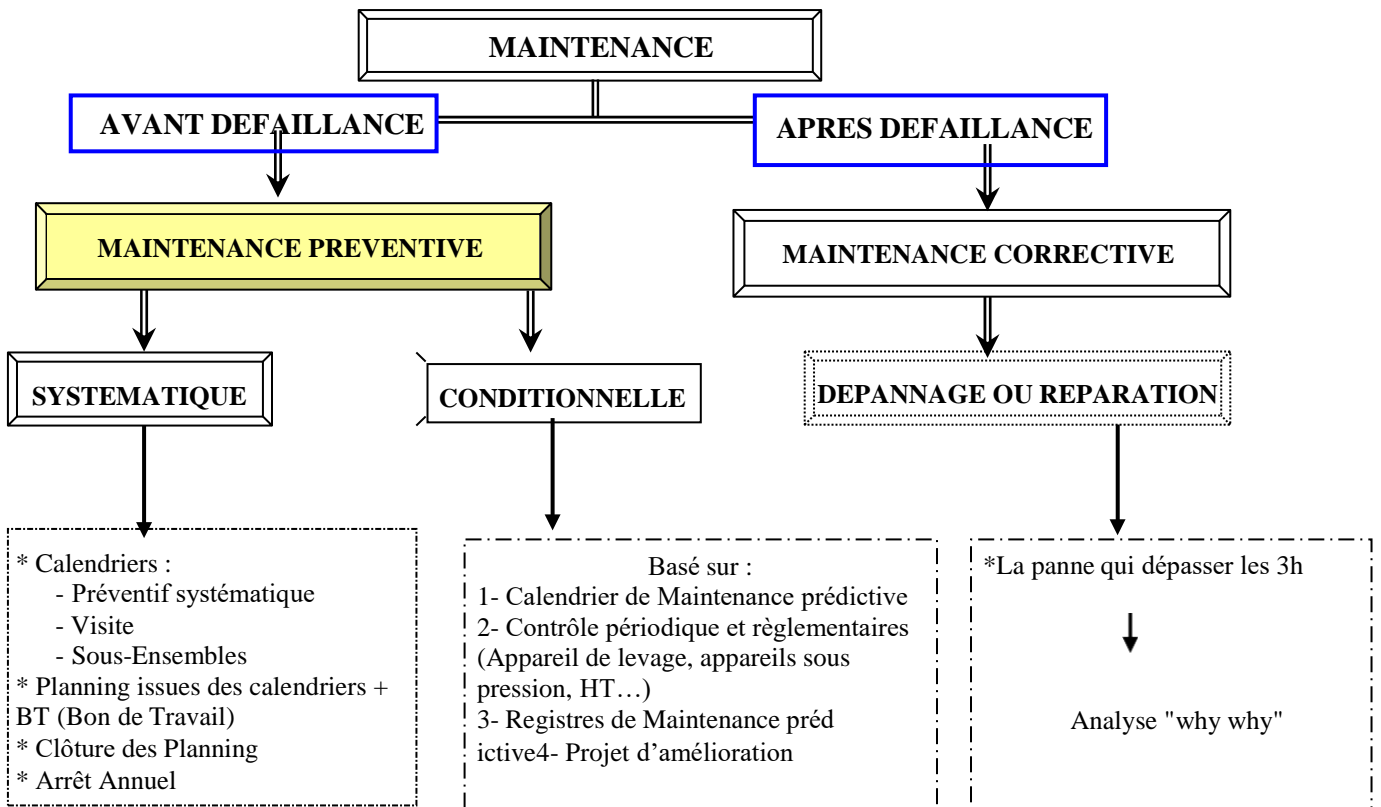 MAINTENANCE
AVANT DEFAILLANCE
APRES DEFAILLANCE
MAINTENANCE PREVENTIVE
MAINTENANCE CORRECTIVE
SYSTEMATIQUE
CONDITIONNELLE
DEPANNAGE OU REPARATION
* Calendriers :
- Préventif systématique
- Visite
- Sous-Ensembles
* Planning issues des calendriers +
BT (Bon de Travail)
* Clôture des Planning
* Arrêt Annuel
Basé sur :
1- Calendrier de Maintenance prédictive
2- Contrôle périodique et règlementaires
(Appareil de levage, appareils sous
pression, HT…)
3- Registres de Maintenance préd
ictive4- Projet d’amélioration
*La panne qui dépasser les 3h
Analyse "why why"